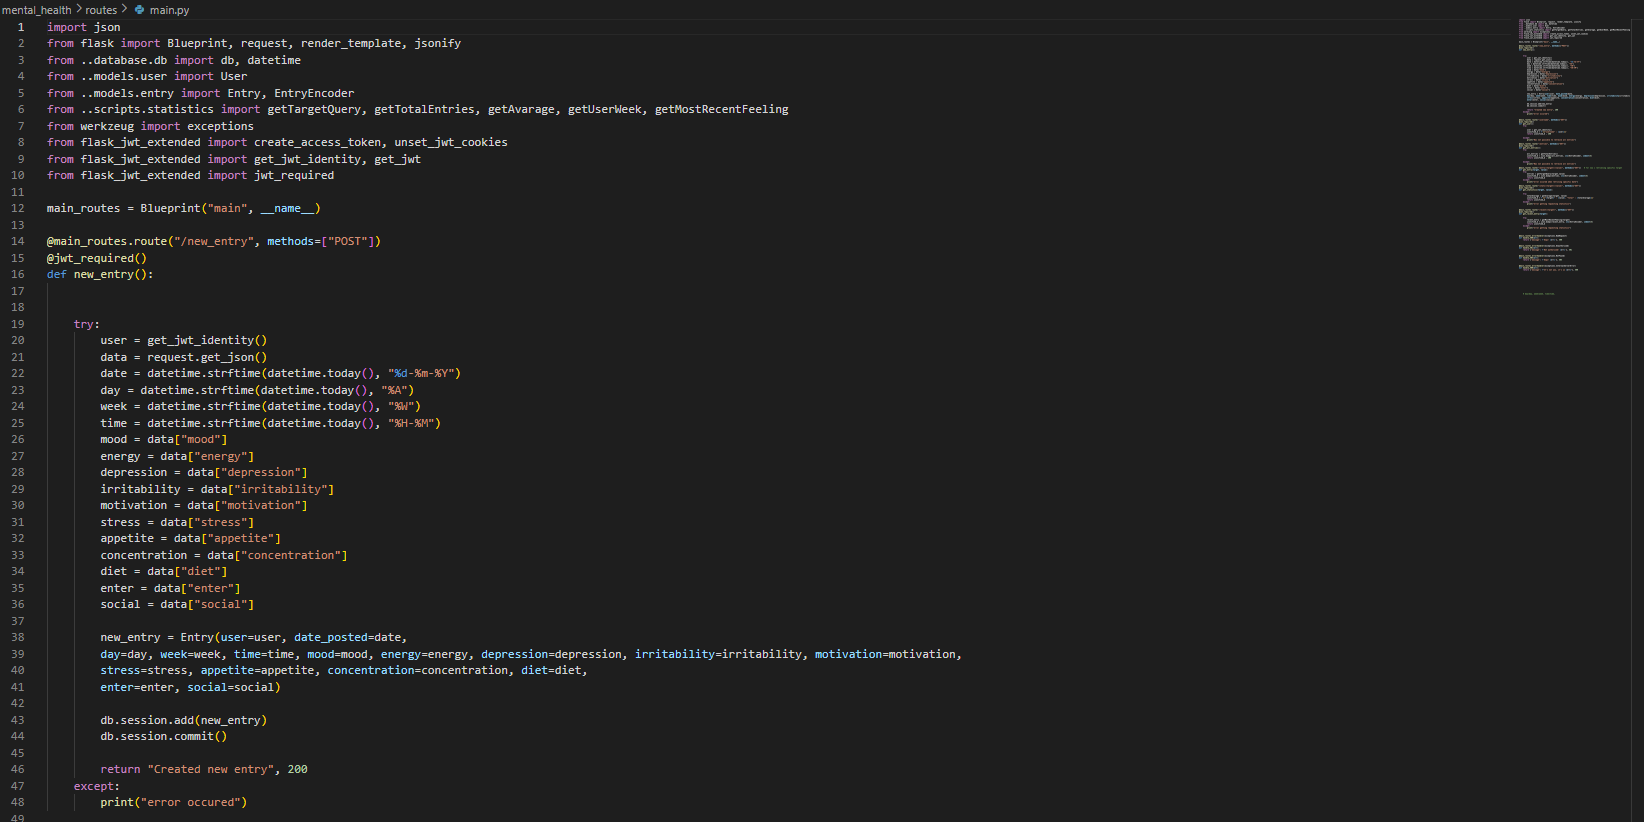 mental_health > routes > main.py
1 import json
2 from flask import Blueprint, request, render_template, jsonify
3 from ..database.db import db, datetime
4 from ..models.user import User
5 from ..models.entry import Entry, EntryEncoder
6 from ..scripts.statistics import getTargetQuery, getTotalEntries, getAvarage, getUserWeek, getMostRecentFeeling
7 from werkzeug import exceptions
8 from flask_jwt_extended import create_access_token, unset_jwt_cookies
9 from flask_jwt_extended import get_jwt_identity, get_jwt
10 from flask_jwt_extended import jwt_required
11
12 main_routes = Blueprint("main", __name__)
13
14 @main_routes.route("/new_entry", methods=["POST"])
15 @jwt_required()
16 def new_entry():
17
18
19 try:
20 user = get_jwt_identity()
21 data = request.get_json()
22 date = datetime.strftime(datetime.today(), "%d-%m-%Y")
23 day = datetime.strftime(datetime.today(), "%A")
24 week = datetime.strftime(datetime.today(), "%W")
25 time = datetime.strftime(datetime.today(), "%H-%M")
26 mood = data["mood"]
27 energy = data["energy"]
28 depression = data["depression"]
29 irritability = data["irritability"]
30 motivation = data["motivation"]
31 stress = data["stress"]
32 appetite = data["appetite"]
33 concentration = data["concentration"]
34 diet = data["diet"]
35 enter = data["enter"]
36 social = data["social"]
37
38 new_entry = Entry(user=user, date_posted=date,
39 day=day, week=week, time=time, mood=mood, energy=energy, depression=depression, irritability=irritability, motivation=motivation,
40 stress=stress, appetite=appetite, concentration=concentration, diet=diet,
41 enter=enter, social=social)
42
43 db.session.add(new_entry)
44 db.session.commit()
45
46 return "Created new entry", 200
47 except:
48 print("error occured")
49